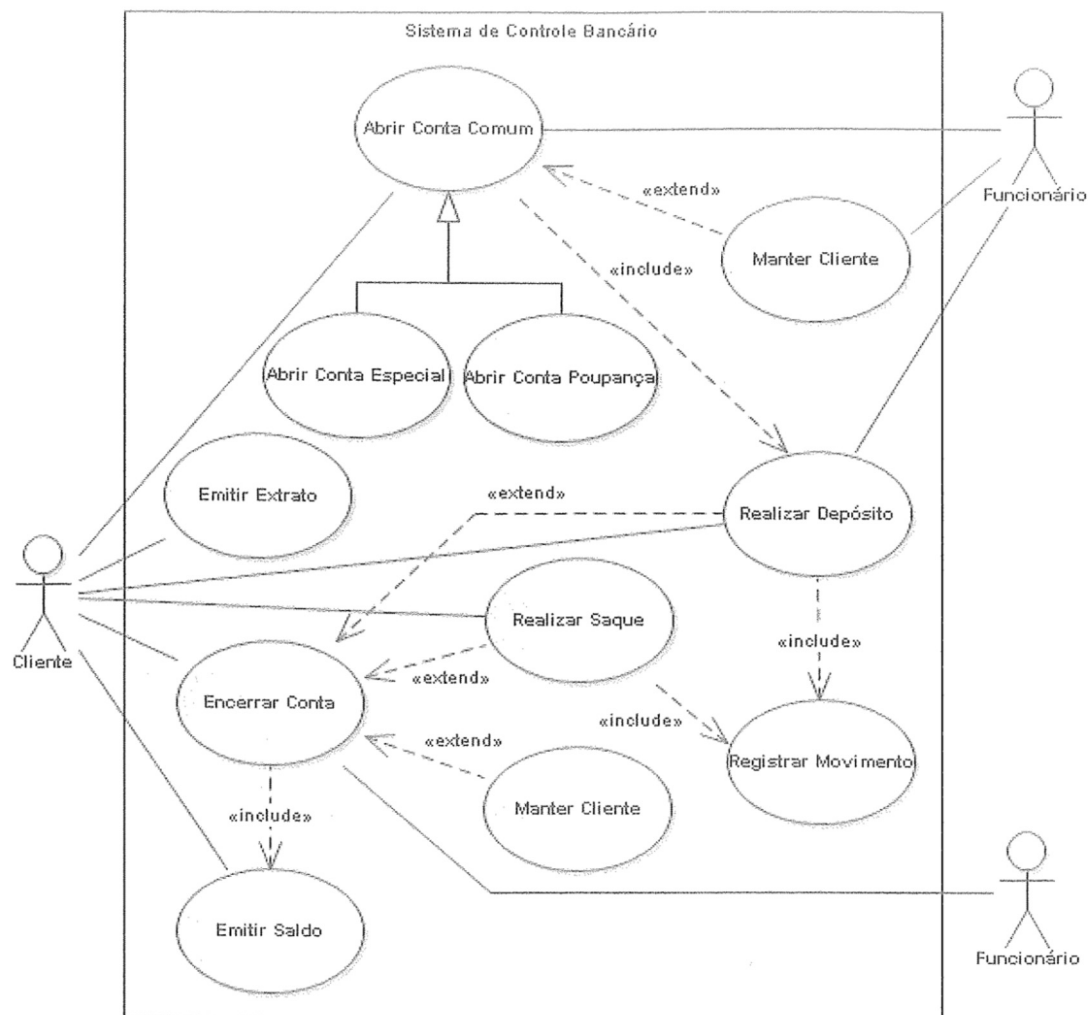 Sistema de Controle Bancário
Abrir Conta Comum
Funcionário
«extend»
Manter Cliente
«include»
Abrir Conta Especial
Abrir Conta Poupança
Emitir Extrato
«extend»
Realizar Depósito
Cliente
Realizar Saque
«include»
«extend»
Encerrar Conta
«include»
«extend»
Registrar Movimento
Manter Cliente
«include»
Emitir Saldo
Funcionário